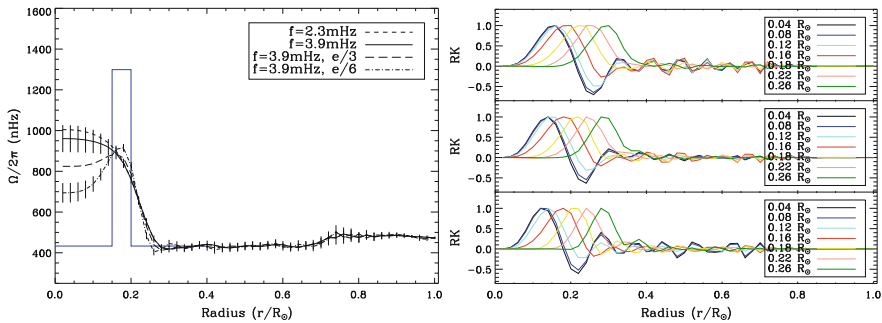 1600
1400
1200
1000
800
600
400
Ω/2π (nHz)
f=2.3mHz
f=3.9mHz
f=3.9mHz, e/3
f=3.9mHz, e/6
0.0 0.2 0.4 0.6 0.8 1.0
Radius (r/R☉)
1.0
0.5
0.0
−0.5
RK
0.04 R☉
0.08 R☉
0.12 R☉
0.16 R☉
0.18 R☉
0.22 R☉
0.26 R☉
1.0
0.5
0.0
−0.5
RK
0.04 R☉
0.08 R☉
0.12 R☉
0.16 R☉
0.18 R☉
0.22 R☉
0.26 R☉
1.0
0.5
0.0
−0.5
RK
0.04 R☉
0.08 R☉
0.12 R☉
0.16 R☉
0.18 R☉
0.22 R☉
0.26 R☉
0.0 0.2 0.4 0.6 0.8 1.0
Radius (r/R☉)